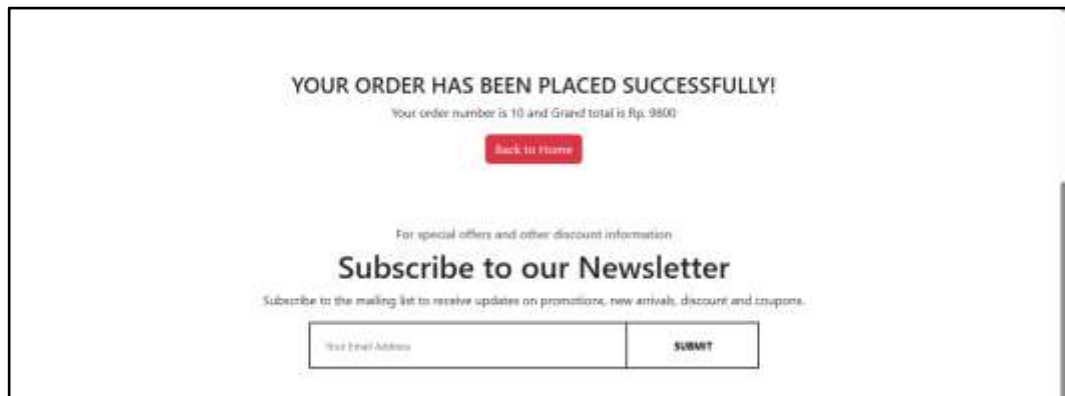 YOUR ORDER HAS BEEN PLACED SUCCESSFULLY!
Your order number is 10 and Grand total is Rp. 9800
Back to Home
For special offers and other discount information
Subscribe to our Newsletter
Subscribe to the mailing list to receive updates on promotions, new arrivals, discount and coupons.
Your Email Address
SUBMIT